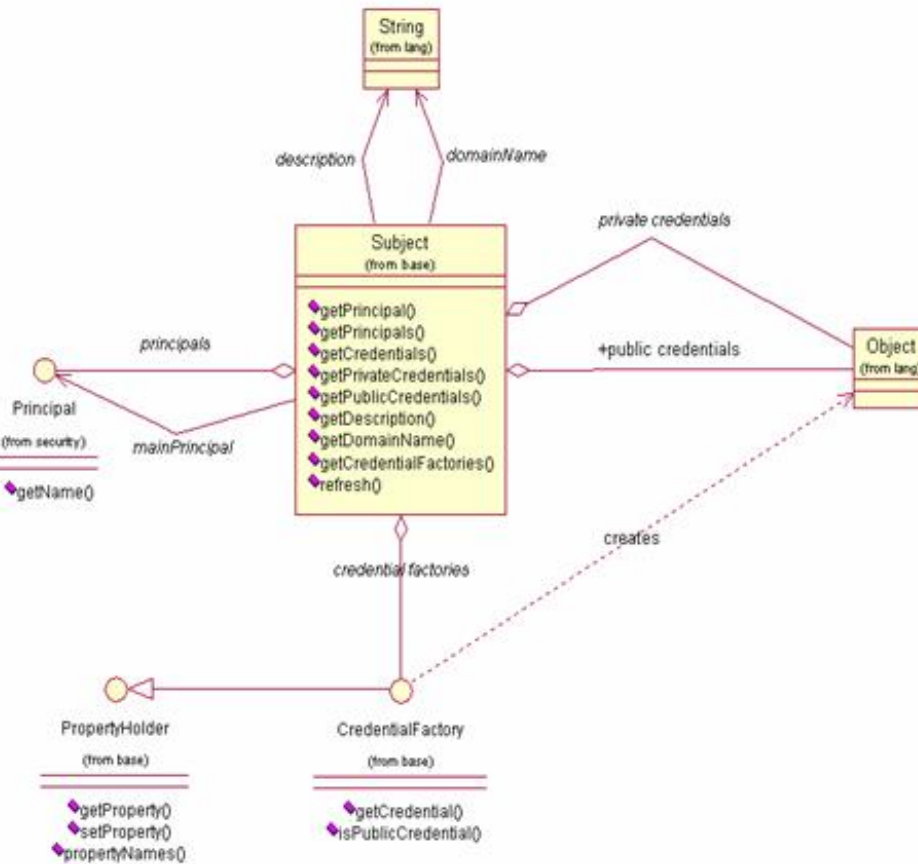 String
(from lang)
description
domainName
private credentials
Subject
(from base)
getPrincipal()
getPrincipals()
getCredentials()
getPrivateCredentials()
getPublicCredentials()
getDescription()
getDomainName()
getCredentialFactories()
refresh()
principals
+public credentials
Object
(from lang)
Principal
(from security)
getName()
mainPrincipal
creates
credential factories
PropertyHolder
(from base)
getProperty()
setProperty()
propertyNames()
CredentialFactory
(from base)
getCredential()
isPublicCredential()